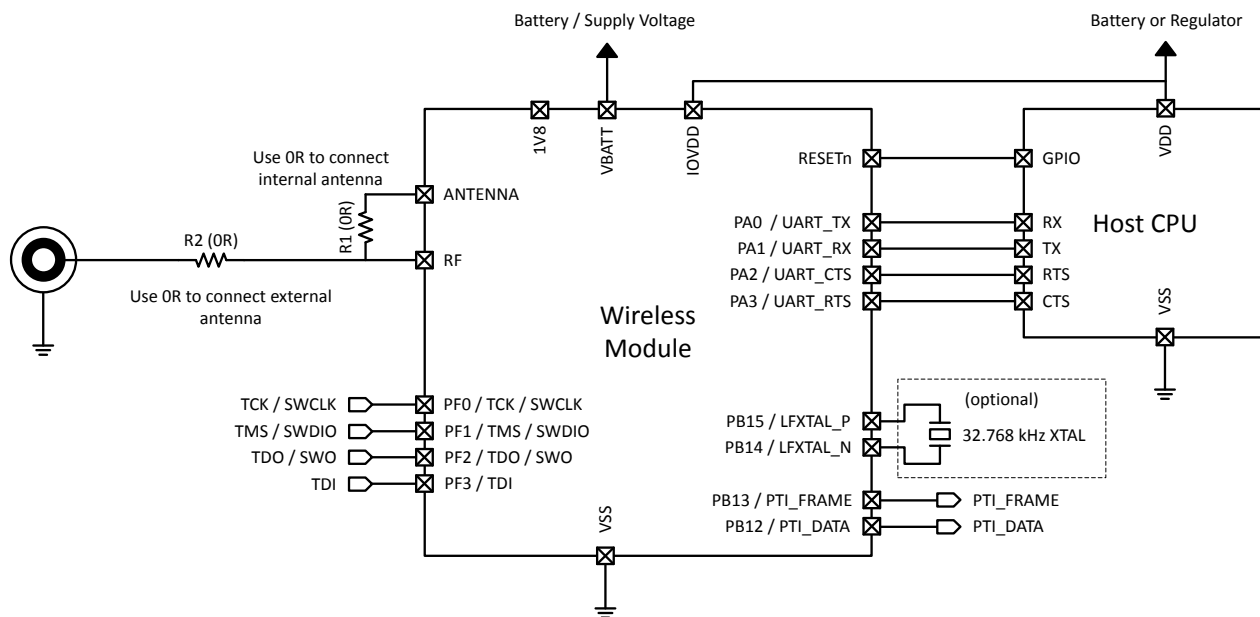 Battery / Supply Voltage
Battery or Regulator
1V8
VBATT
IOVDD
VDD
Use 0R to connect
internal antenna
RESETn
GPIO
ANTENNA
R1 (0R)
R2 (0R)
RF
Use 0R to connect external
antenna
PA0 / UART_TX
RX
PA1 / UART_RX
TX
PA2 / UART_CTS
RTS
PA3 / UART_RTS
CTS
Host CPU
VSS
Wireless
Module
TCK / SWCLK
PF0 / TCK / SWCLK
TMS / SWDIO
PF1 / TMS / SWDIO
TDO / SWO
PF2 / TDO / SWO
TDI
PF3 / TDI
PB15 / LFXTAL_P
PB14 / LFXTAL_N
(optional)
32.768 kHz XTAL
PB13 / PTI_FRAME
PTI_FRAME
PB12 / PTI_DATA
PTI_DATA
VSS